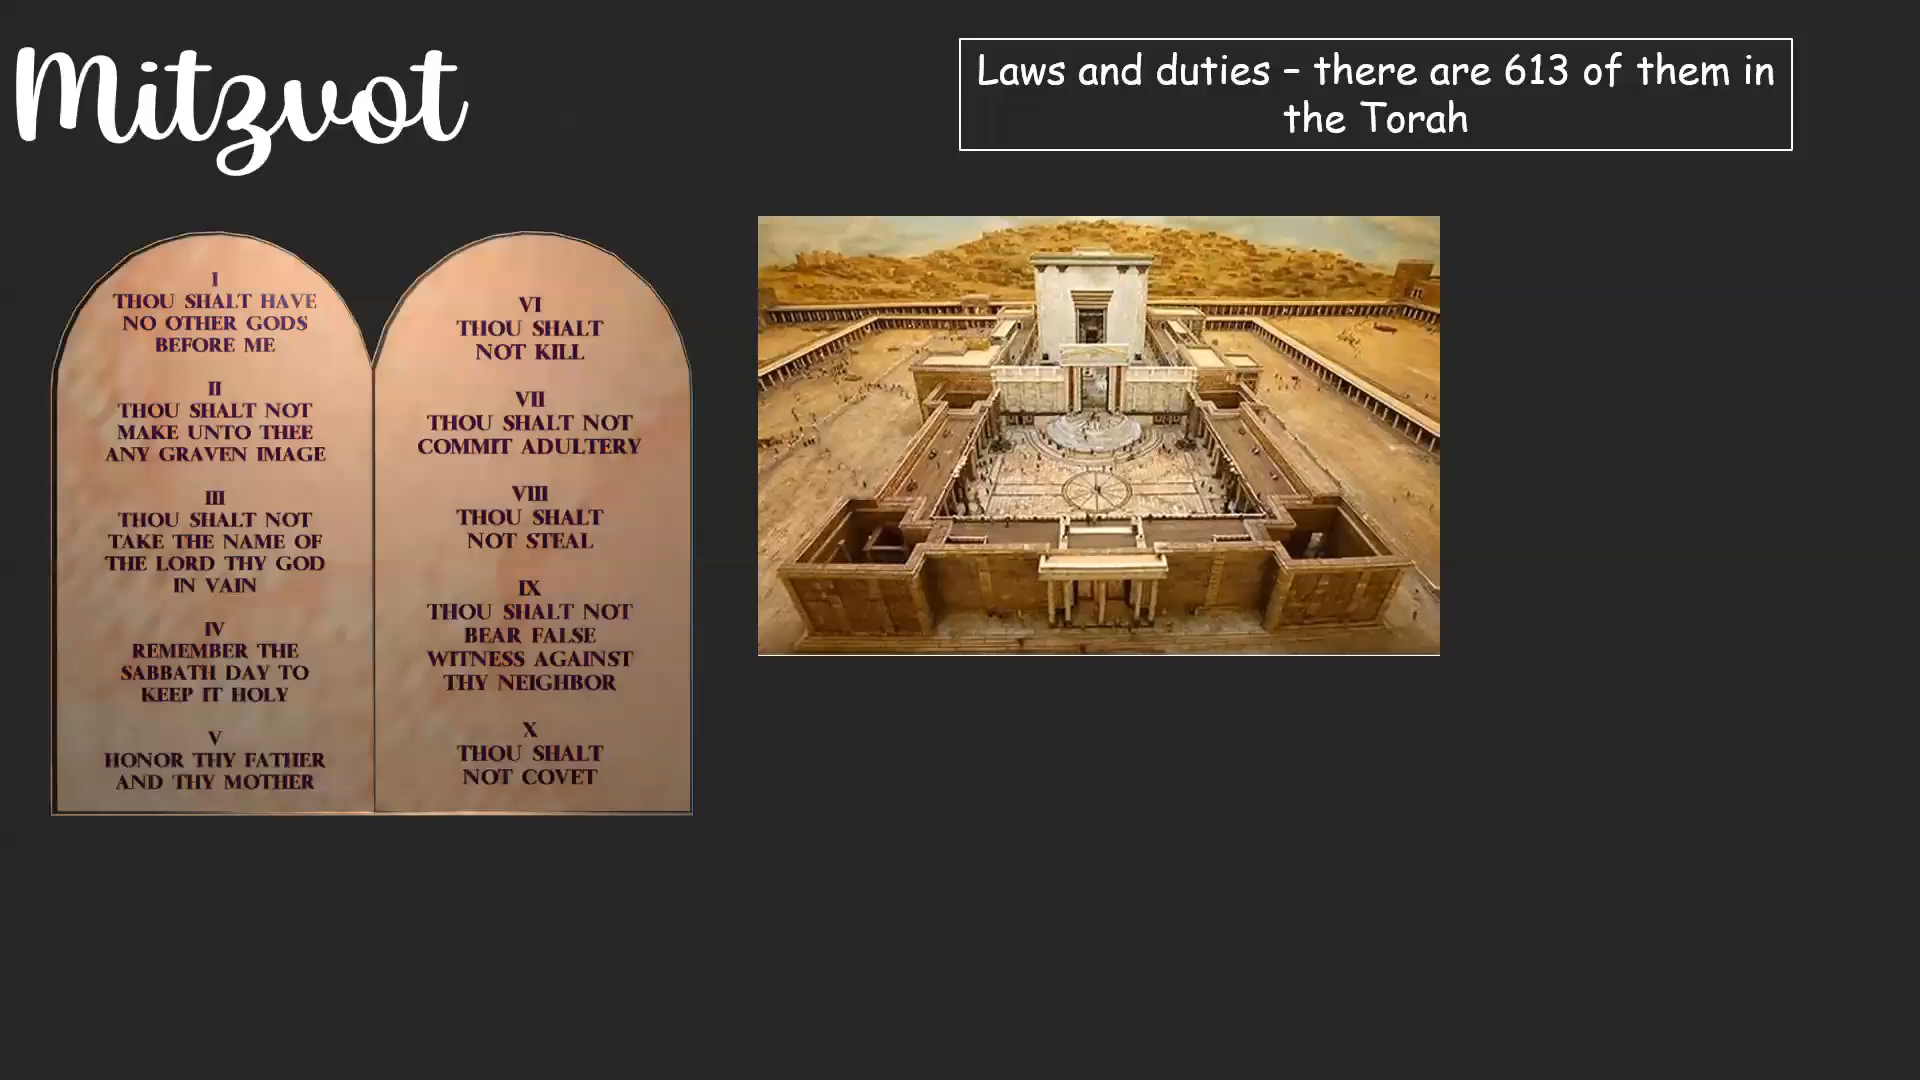 Mitzvot
Laws and duties – there are 613 of them in
the Torah
I
THOU SHALT HAVE
NO OTHER GODS
BEFORE ME
II
THOU SHALT NOT
MAKE UNTO THEE
ANY GRAVEN IMAGE
III
THOU SHALT NOT
TAKE THE NAME OF
THE LORD THY GOD
IN VAIN
IV
REMEMBER THE
SABBATH DAY TO
KEEP IT HOLY
V
HONOR THY FATHER
AND THY MOTHER
VI
THOU SHALT
NOT KILL
VII
THOU SHALT NOT
COMMIT ADULTERY
VIII
THOU SHALT
NOT STEAL
IX
THOU SHALT NOT
BEAR FALSE
WITNESS AGAINST
THY NEIGHBOR
X
THOU SHALT
NOT COVET